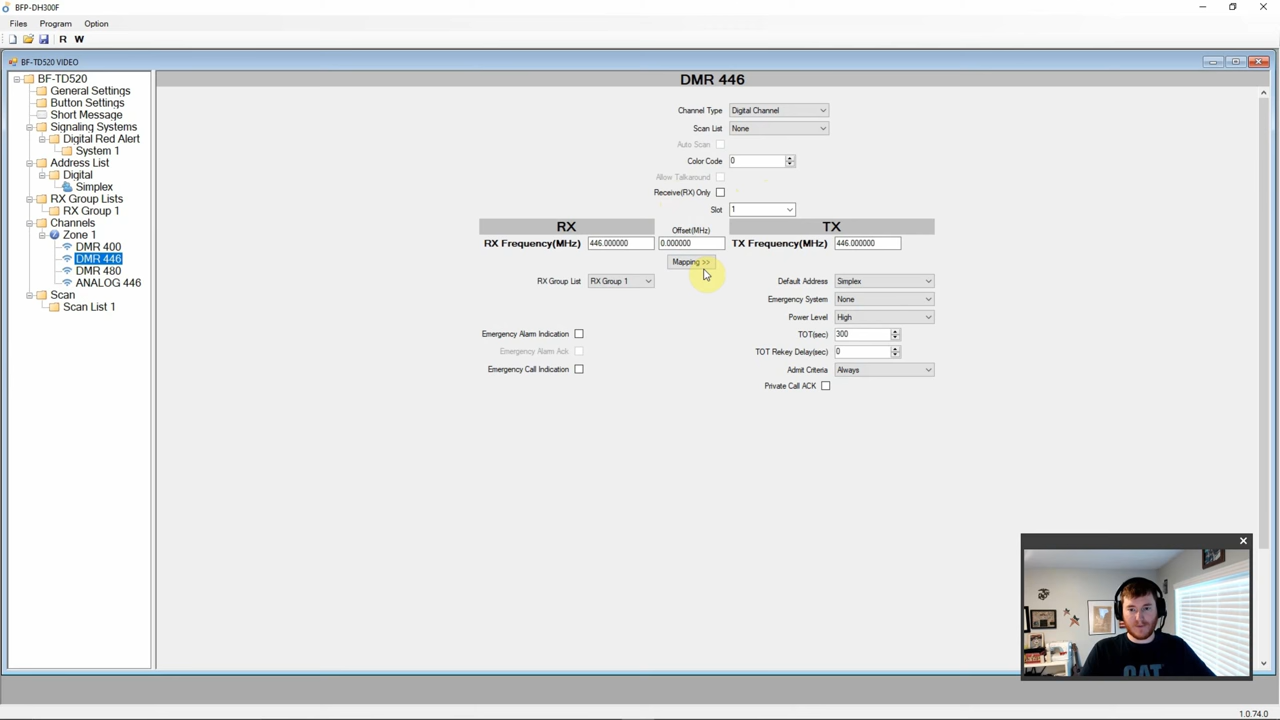 BFP-DH300F
Files Program Option
R W
BF-TD520 VIDEO
BF-TD520
General Settings
Button Settings
Short Message
Signaling Systems
Digital Red Alert
System 1
Address List
Digital
Simplex
RX Group Lists
RX Group 1
Channels
Zone 1
DMR 400
DMR 446
DMR 480
ANALOG 446
Scan
Scan List 1
DMR 446
Channel Type Digital Channel
Scan List None
Auto Scan
Color Code 0
Allow Talkaround
Receive(RX) Only
Slot 1
RX Offset(MHz) TX
RX Frequency(MHz) 446.000000 0.000000 TX Frequency(MHz) 446.000000
Mapping >>
RX Group List RX Group 1 Default Address Simplex
Emergency System None
Power Level High
Emergency Alarm Indication TOT(sec) 300
Emergency Alarm Ack TOT Rekey Delay(sec) 0
Emergency Call Indication Admit Criteria Always
Private Call ACK
CAT
1.0.74.0